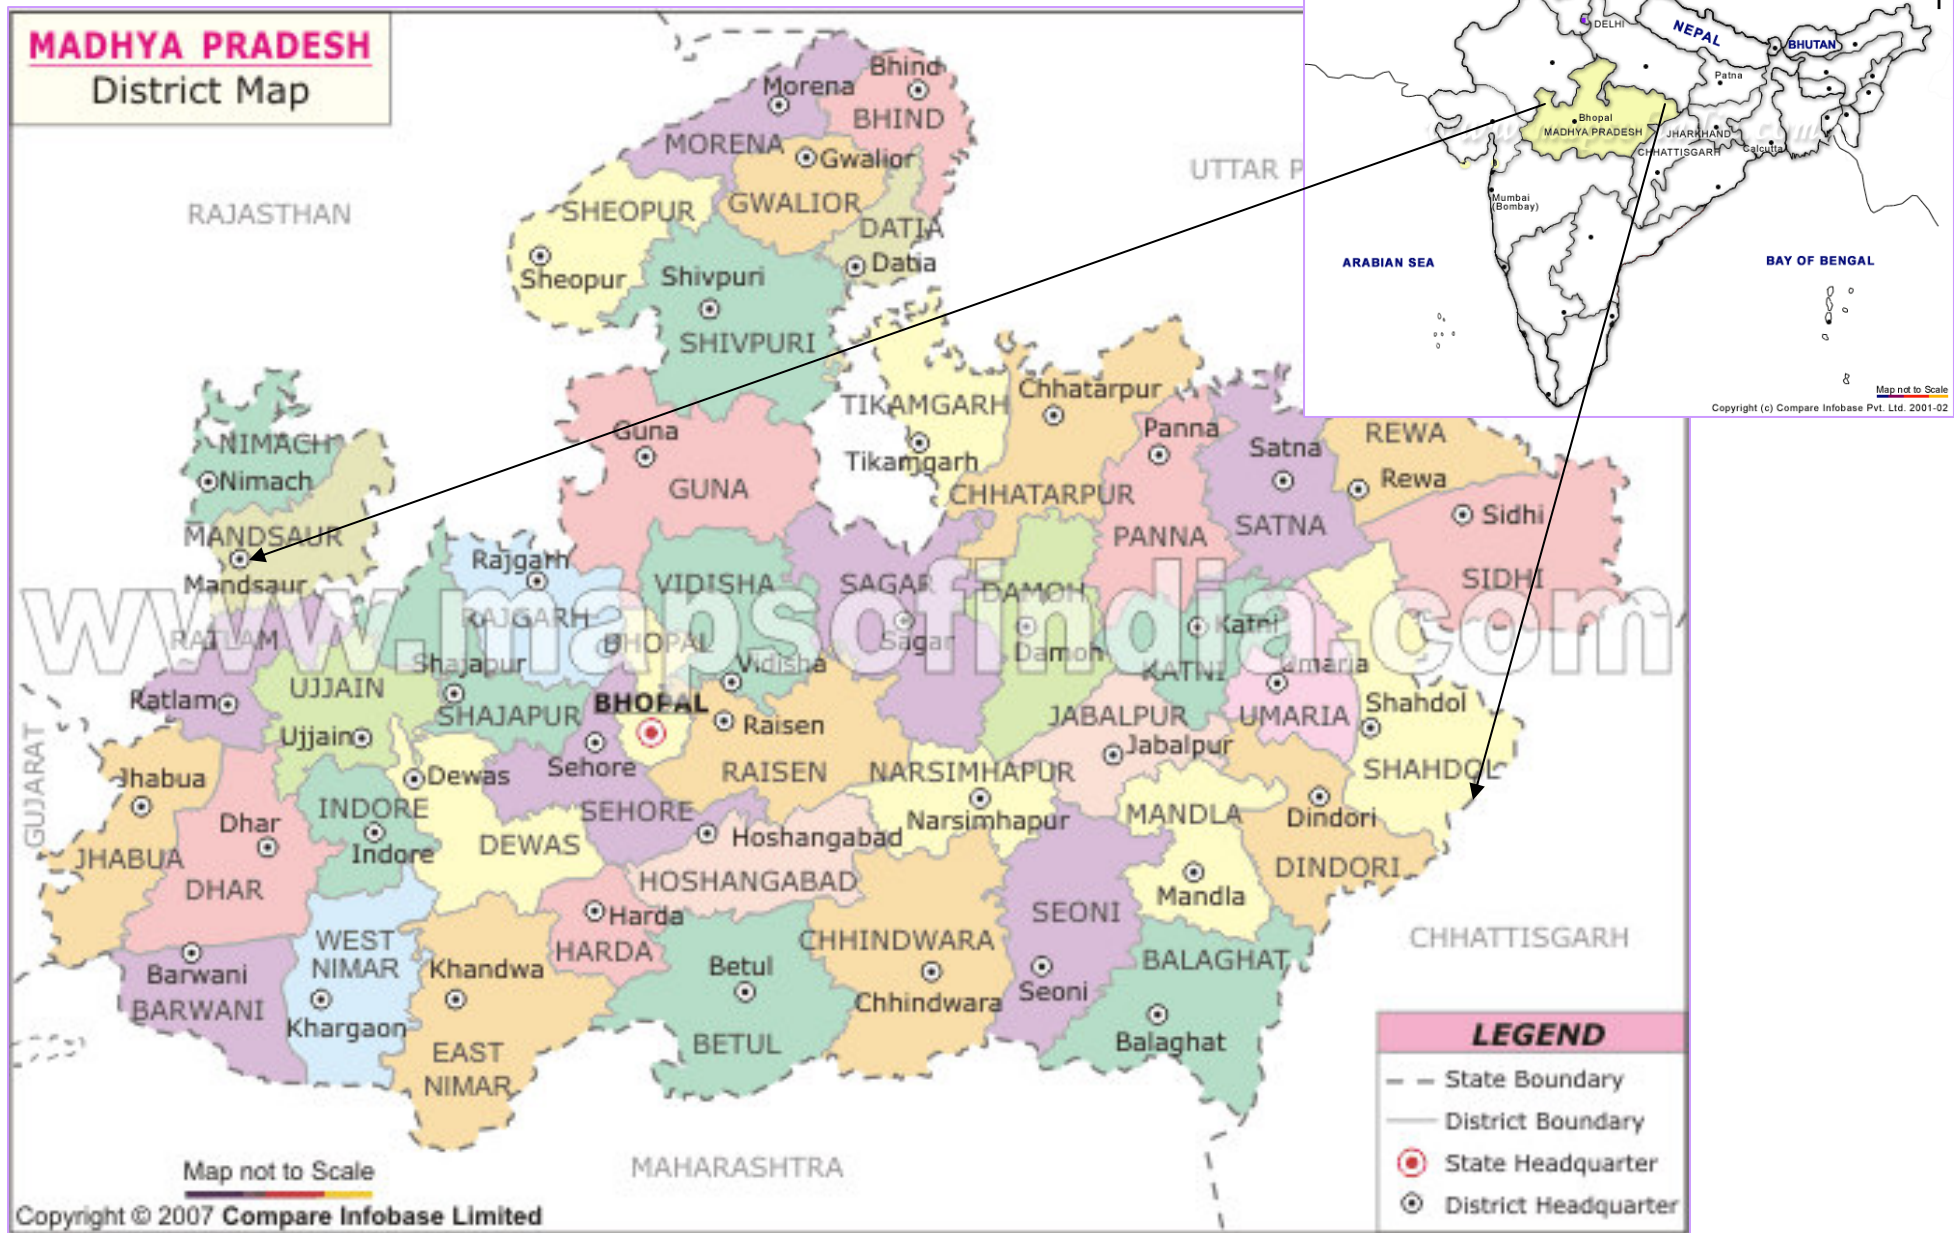 MADHYA PRADESH
District Map
DELHI
NEPAL
BHUTAN
Patna
Bhopal
MADHYA PRADESH
JHARKHAND
CHHATTISGARH
Calcutta
Mumbai
(Bombay)
ARABIAN SEA
BAY OF BENGAL
Map not to Scale
Copyright (c) Compare Infobase Pvt. Ltd. 2001-02
RAJASTHAN
UTTAR P
Morena
Bhind
BHIND
MORENA
Gwalior
GWALIOR
SHEOPUR
Sheopur
DATIA
Datia
Shivpuri
SHIVPURI
TIKAMGARH
Tikamgarh
Chhatarpur
CHHATARPUR
Panna
PANNA
Satna
SATNA
REWA
Rewa
Sidhi
SIDHI
NIMACH
Nimach
Guna
GUNA
MANDSAUR
Mandsaur
Rajgarh
RAJGARH
VIDISHA
Vidisha
SAGAR
Sagar
DAMOH
Damoh
Katni
KATNI
Umaria
UMARIA
www.mapsofindia.com
RATLAM
Ratlam
UJJAIN
Ujjain
Shajapur
SHAJAPUR
BHOPAL
BHOPAL
Raisen
RAISEN
Sehore
SEHORE
JABALPUR
Jabalpur
Shahdol
SHAHDOL
GUJARAT
Jhabua
JHABUA
Dhar
DHAR
INDORE
Indore
Dewas
DEWAS
Hoshangabad
HOSHANGABAD
NARSIMHAPUR
Narsimhapur
MANDLA
Mandla
Dindori
DINDORI
Harda
HARDA
Barwani
BARWANI
WEST
NIMAR
Khargaon
Khandwa
EAST
NIMAR
Betul
BETUL
CHHINDWARA
Chhindwara
SEONI
Seoni
BALAGHAT
Balaghat
CHHATTISGARH
MAHARASHTRA
LEGEND
State Boundary
District Boundary
State Headquarter
District Headquarter
Map not to Scale
Copyright © 2007 Compare Infobase Limited